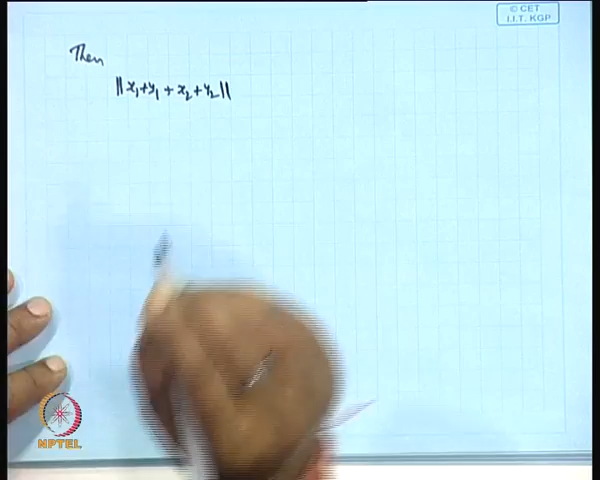 © CET
I.I.T. KGP
Then
||x₁+y₁ + x₂+y₂||
NPTEL